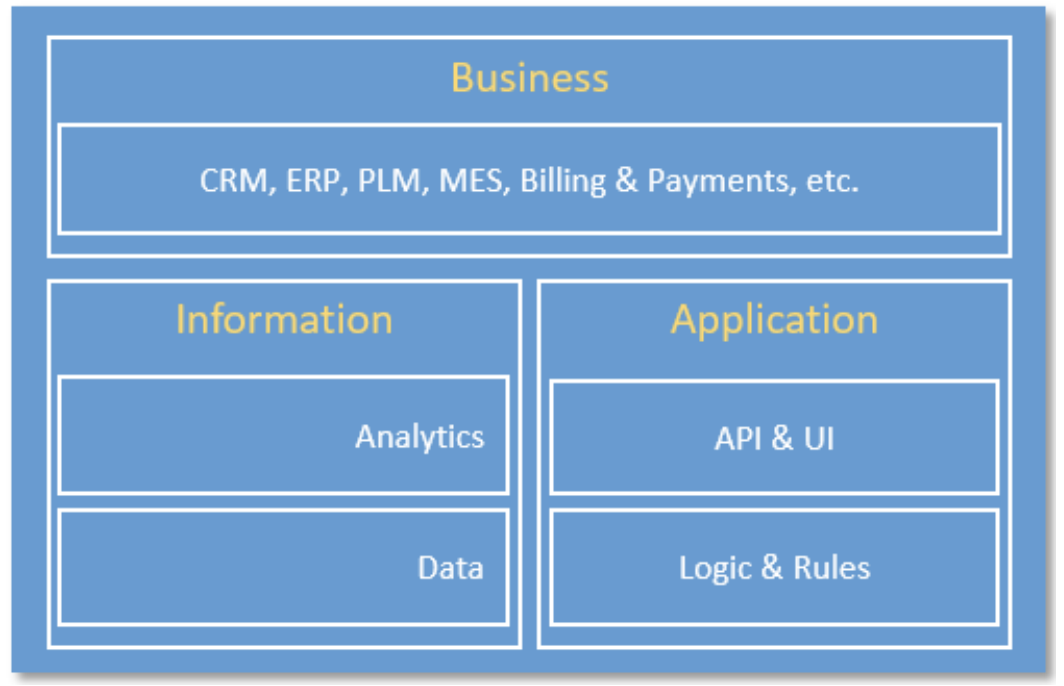 Business
CRM, ERP, PLM, MES, Billing & Payments, etc.
Information
Analytics
Data
Application
API & UI
Logic & Rules